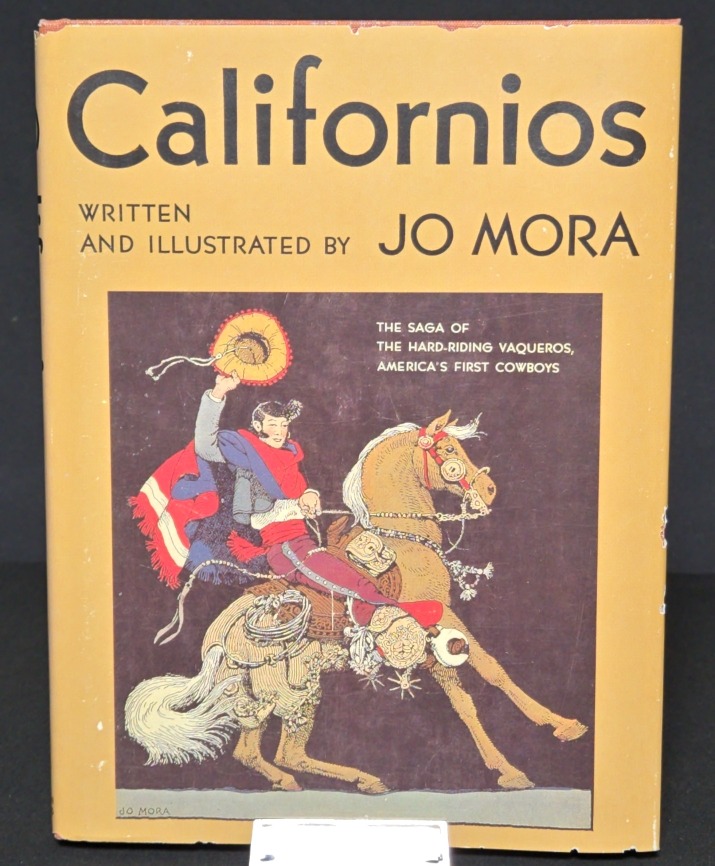 Californios
WRITTEN
AND ILLUSTRATED BY JO MORA
THE SAGA OF
THE HARD-RIDING VAQUEROS,
AMERICA'S FIRST COWBOYS
JO MORA